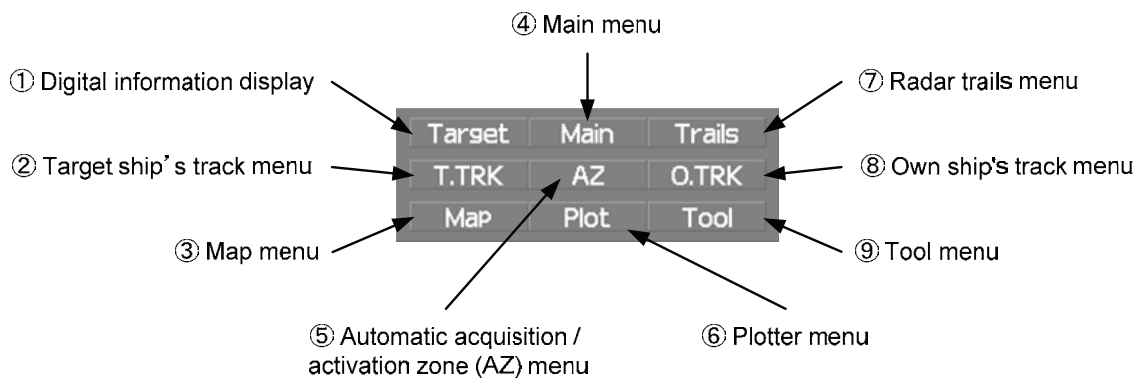 ④ Main menu
① Digital information display
⑦ Radar trails menu
Target Main Trails
② Target ship’s track menu
T.TRK AZ O.TRK
⑧ Own ship's track menu
Map Plot Tool
③ Map menu
⑨ Tool menu
⑤ Automatic acquisition /
activation zone (AZ) menu
⑥ Plotter menu